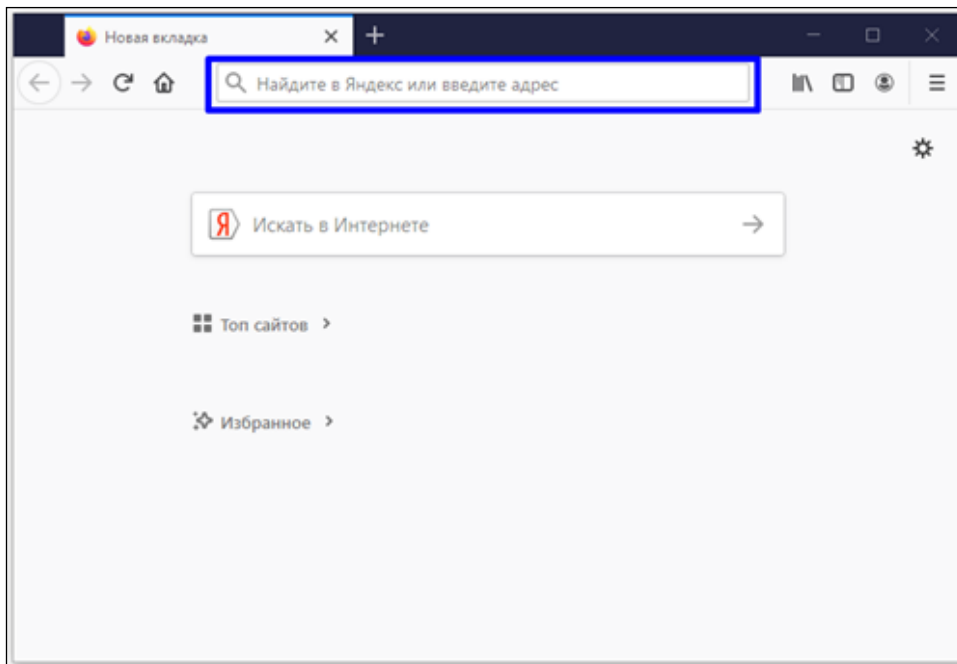 Новая вкладка
Найдите в Яндекс или введите адрес
Я Искать в Интернете
Топ сайтов
Избранное